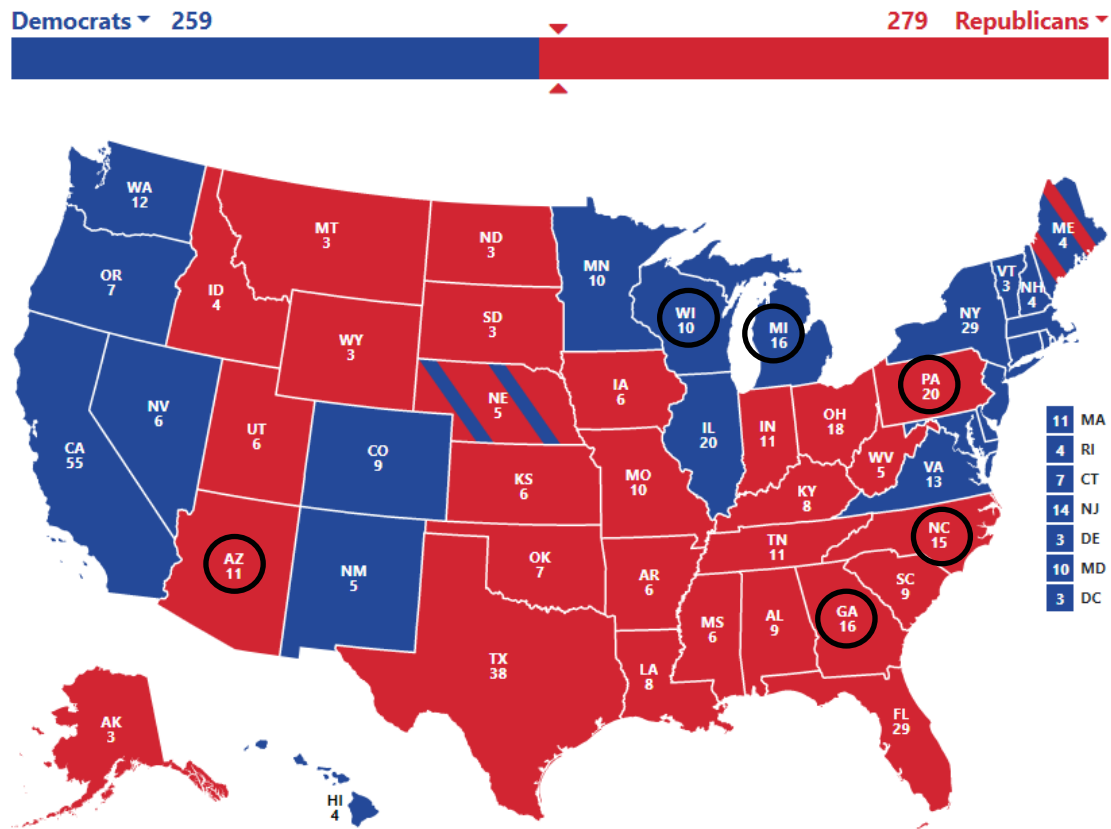 Democrats 259
279 Republicans
WA
12
OR
7
CA
55
NV
6
ID
4
MT
3
WY
3
UT
6
CO
9
AZ
11
NM
5
ND
3
SD
3
NE
5
KS
6
OK
7
TX
38
MN
10
IA
6
MO
10
AR
6
LA
8
WI
10
IL
20
MI
16
IN
11
OH
18
KY
8
TN
11
MS
6
AL
9
GA
16
FL
29
SC
9
NC
15
VA
13
WV
5
PA
20
NY
29
VT
3
NH
4
ME
4
11 MA
4 RI
7 CT
14 NJ
3 DE
10 MD
3 DC
AK
3
HI
4